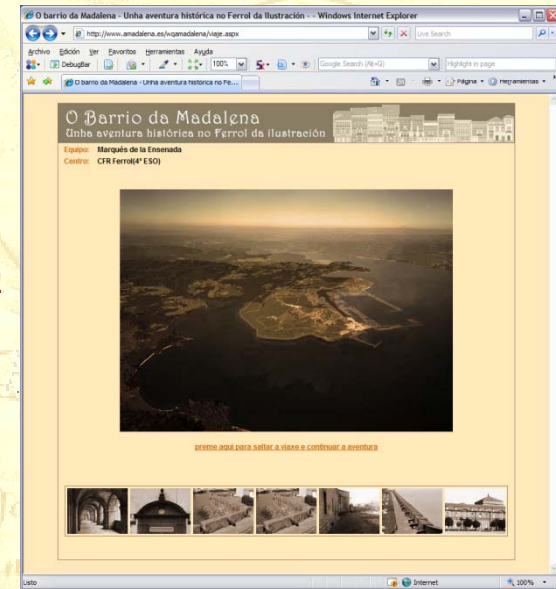 O barrio da Madalena - Unha aventura histórica no Ferrol da Ilustración - - Windows Internet Explorer
http://www.amadalena.es/wqamadalena/viaje.aspx
Live Search
Archivo Edición Ver Favoritos Herramientas Ayuda
DebugBar
100%
Google Search (Alt+G)
Highlight in page
O barrio da Madalena - Unha aventura histórica no Fe...
Página
Herramientas
O Barrio da Madalena
Unha aventura histórica no Ferrol da ilustración
Equipo: Marqués de la Ensenada
Centro: CFR Ferrol(4º ESO)
preme aquí para saltar a viaxe e continuar a aventura
Listo
Internet
100%